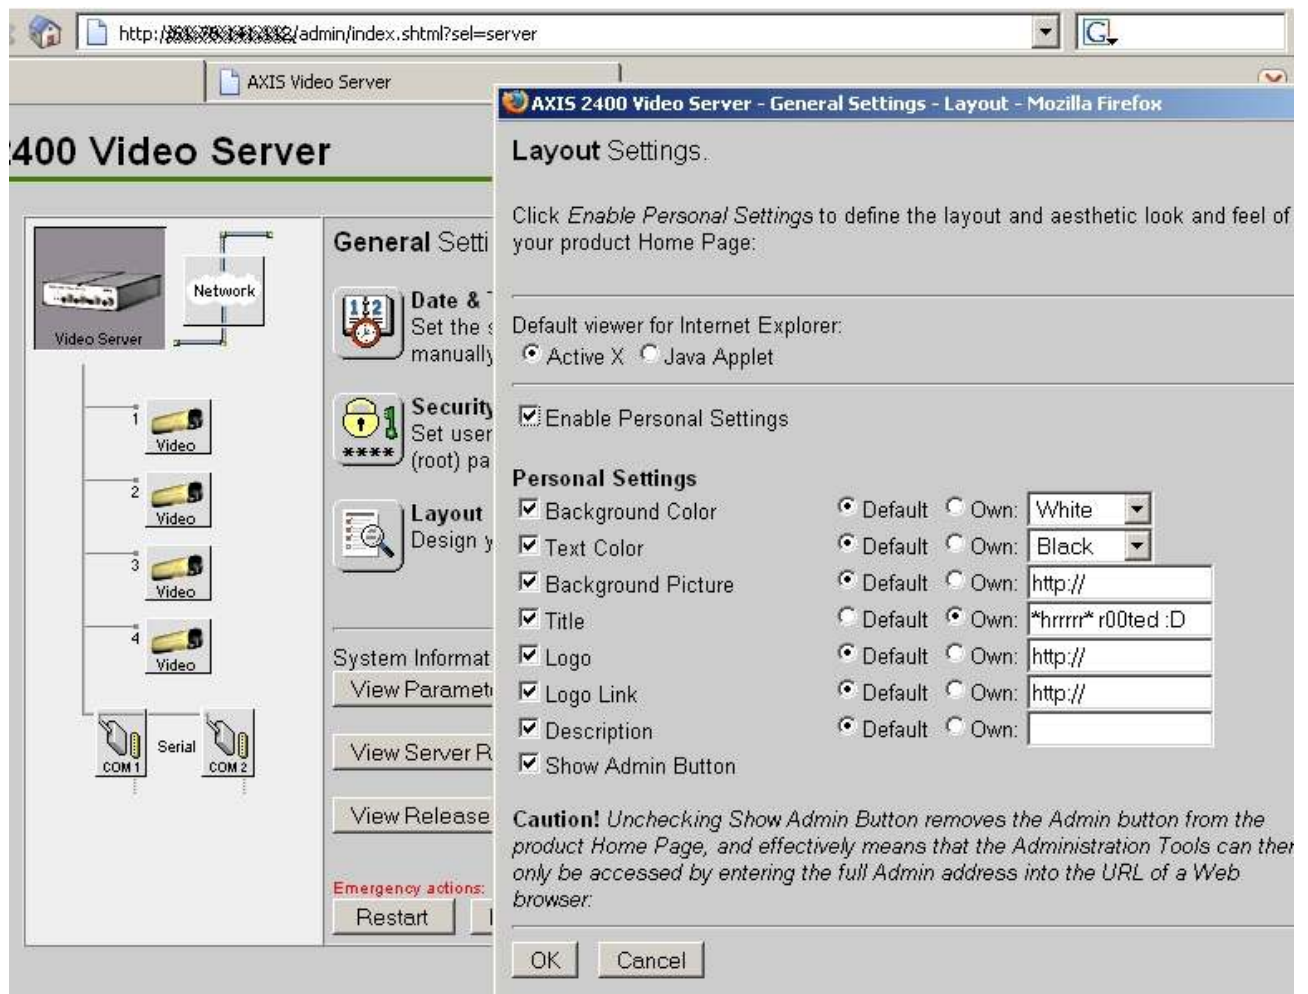 http:///admin/index.shtml?sel=server
G
AXIS Video Server
AXIS 2400 Video Server - General Settings - Layout - Mozilla Firefox
2400 Video Server
Network
Video Server
1
Video
2
Video
3
Video
4
Video
COM 1
Serial
COM 2
General Setti
Date &
Set the
manually
Security
Set user
(root) pa
****
Layout
Design y
System Informat
View Paramet
View Server R
View Release
Emergency actions:
Restart
Layout Settings.
Click Enable Personal Settings to define the layout and aesthetic look and feel of
your product Home Page:
Default viewer for Internet Explorer:
Active X Java Applet
Enable Personal Settings
Personal Settings
Background Color Default Own: White
Text Color Default Own: Black
Background Picture Default Own: http://
Title Default Own: *hrrrrr* r00ted :D
Logo Default Own: http://
Logo Link Default Own: http://
Description Default Own:
Show Admin Button
Caution! Unchecking Show Admin Button removes the Admin button from the
product Home Page, and effectively means that the Administration Tools can ther
only be accessed by entering the full Admin address into the URL of a Web
browser:
OK Cancel